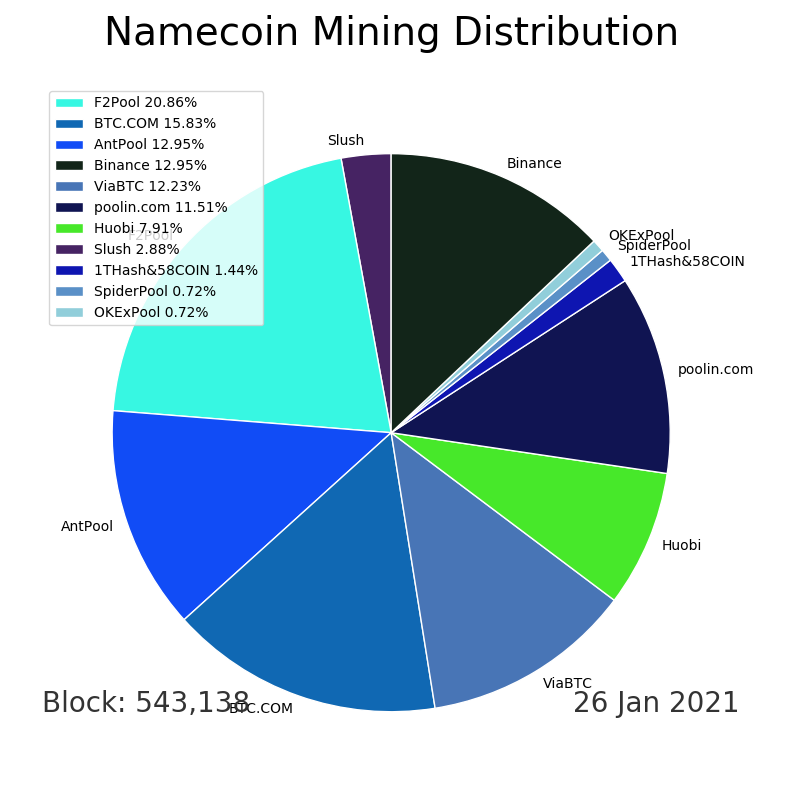 Namecoin Mining Distribution
F2Pool 20.86%
BTC.COM 15.83%
AntPool 12.95%
Binance 12.95%
ViaBTC 12.23%
poolin.com 11.51%
Huobi 7.91%
Slush 2.88%
1THash&58COIN 1.44%
SpiderPool 0.72%
OKExPool 0.72%
Slush
Binance
OKExPool
SpiderPool
1THash&58COIN
F2Pool
poolin.com
AntPool
Huobi
ViaBTC
BTC.COM
Block: 543,138
26 Jan 2021